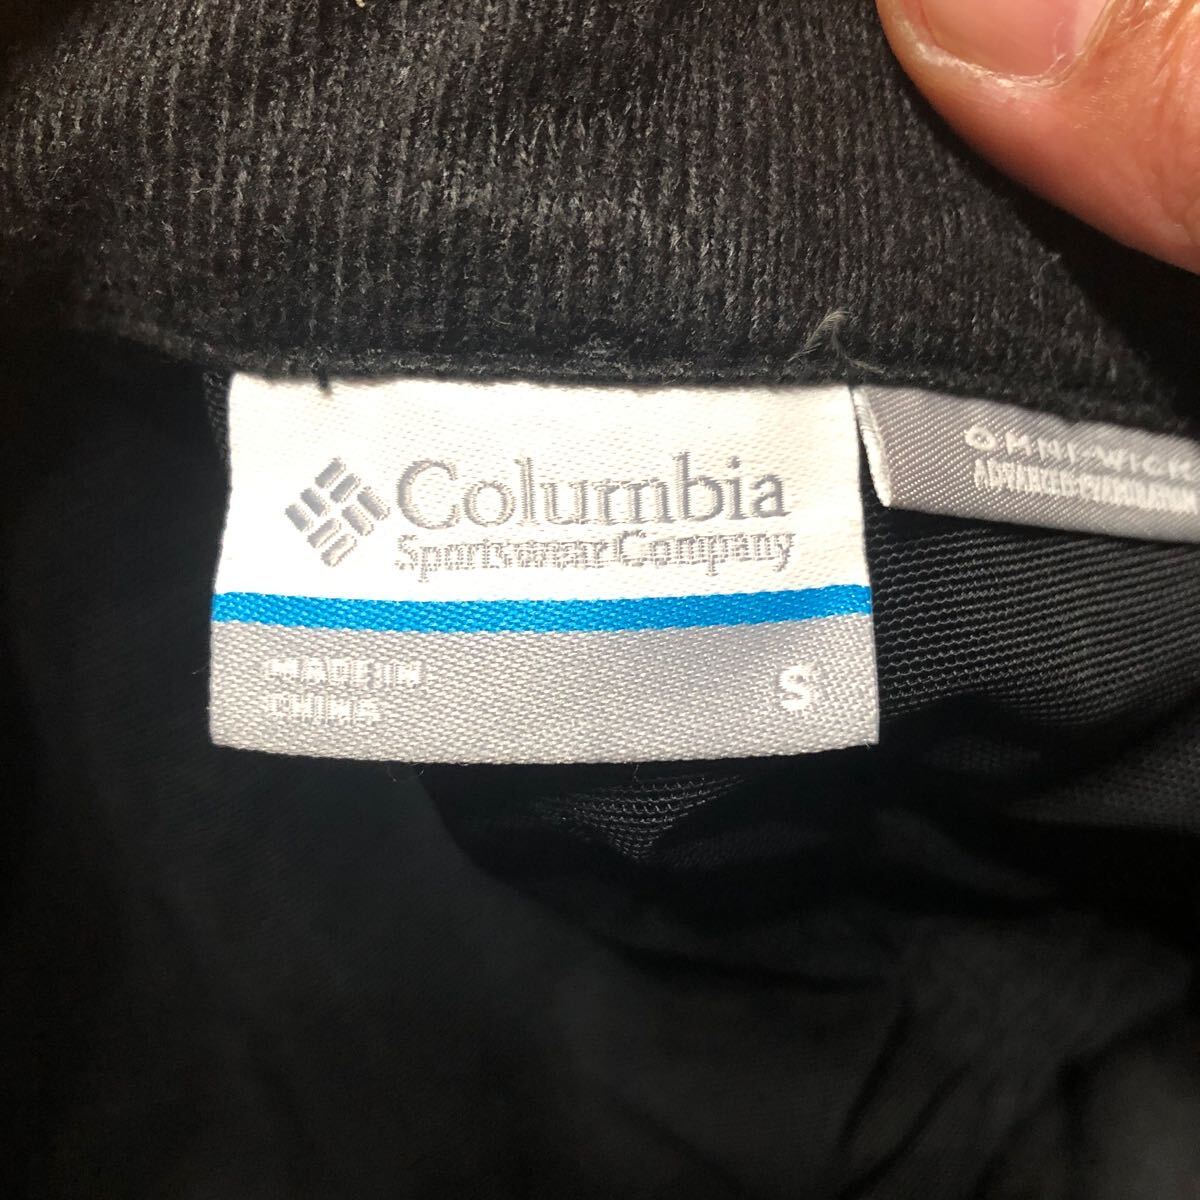 Columbia
Sportswear Company
MADE IN
CHINA
S
OMNI-WICK
ADVANCED EVAPORATION